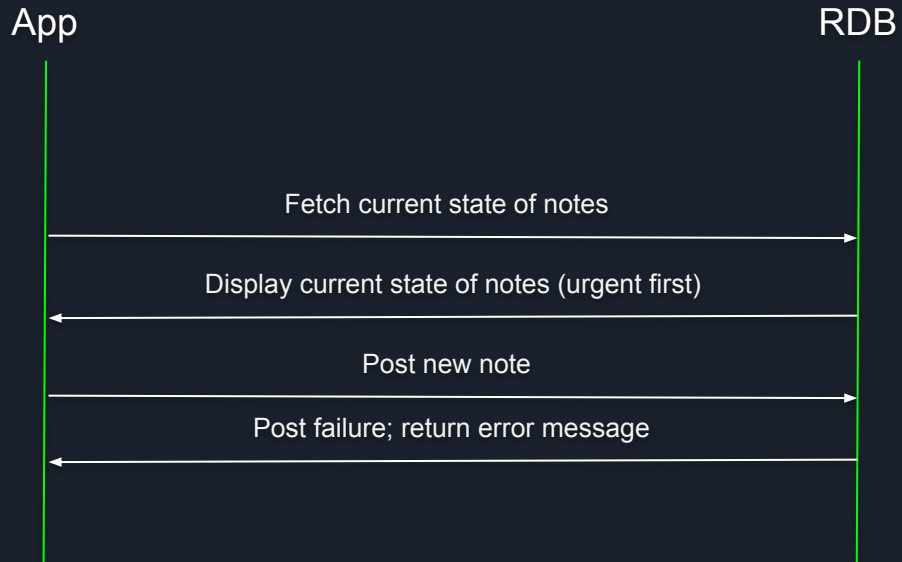 App
RDB
Fetch current state of notes
Display current state of notes (urgent first)
Post new note
Post failure; return error message